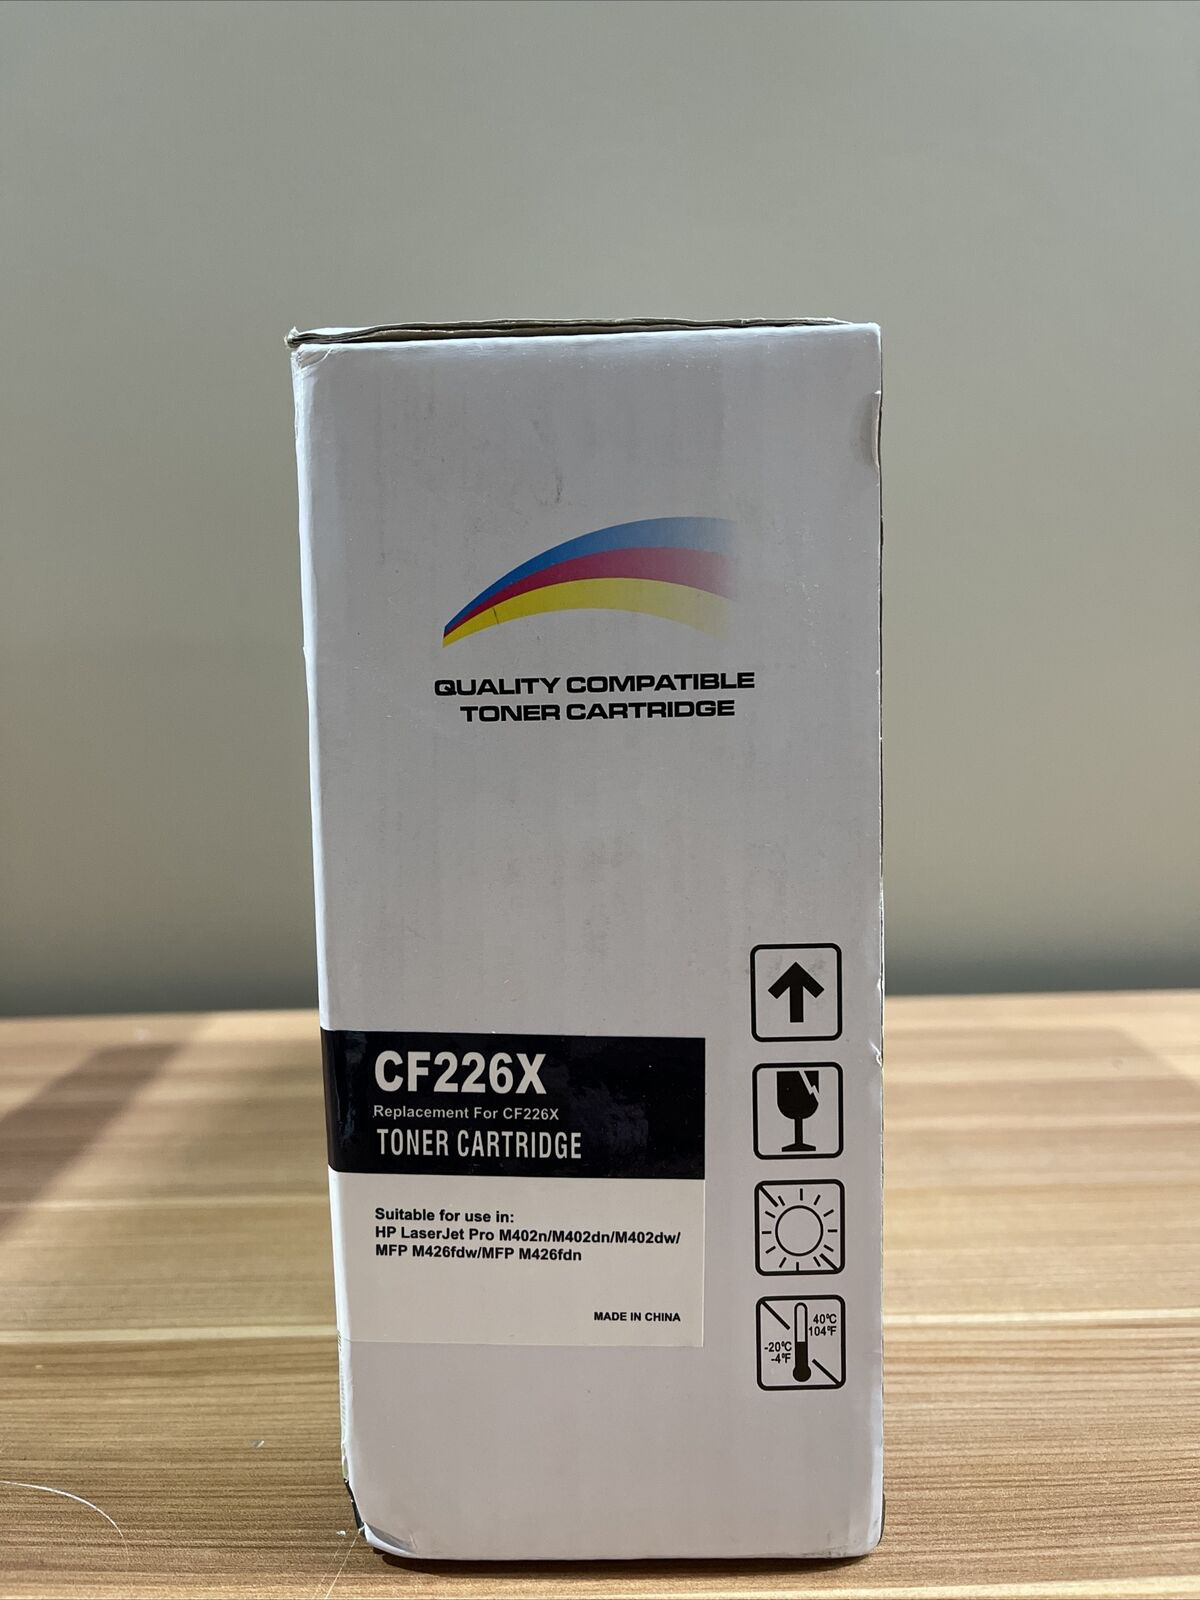 QUALITY COMPATIBLE
TONER CARTRIDGE
CF226X
Replacement For CF226X
TONER CARTRIDGE
Suitable for use in:
HP LaserJet Pro M402n/M402dn/M402dw/
MFP M426fdw/MFP M426fdn
MADE IN CHINA
40°C
104°F
-20°C
-4°F